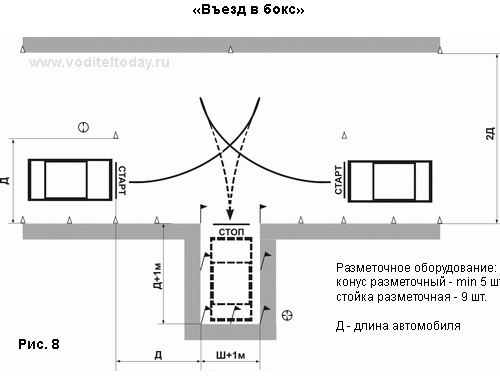 «Въезд в бокс»
www.voditeltoday.ru
2Д
Д
СТАРТ
СТАРТ
СТОП
Д+1м
Разметочное оборудование:
конус разметочный - min 5 шт
стойка разметочная - 9 шт.
Д - длина автомобиля
Рис. 8
Д
Ш+1м